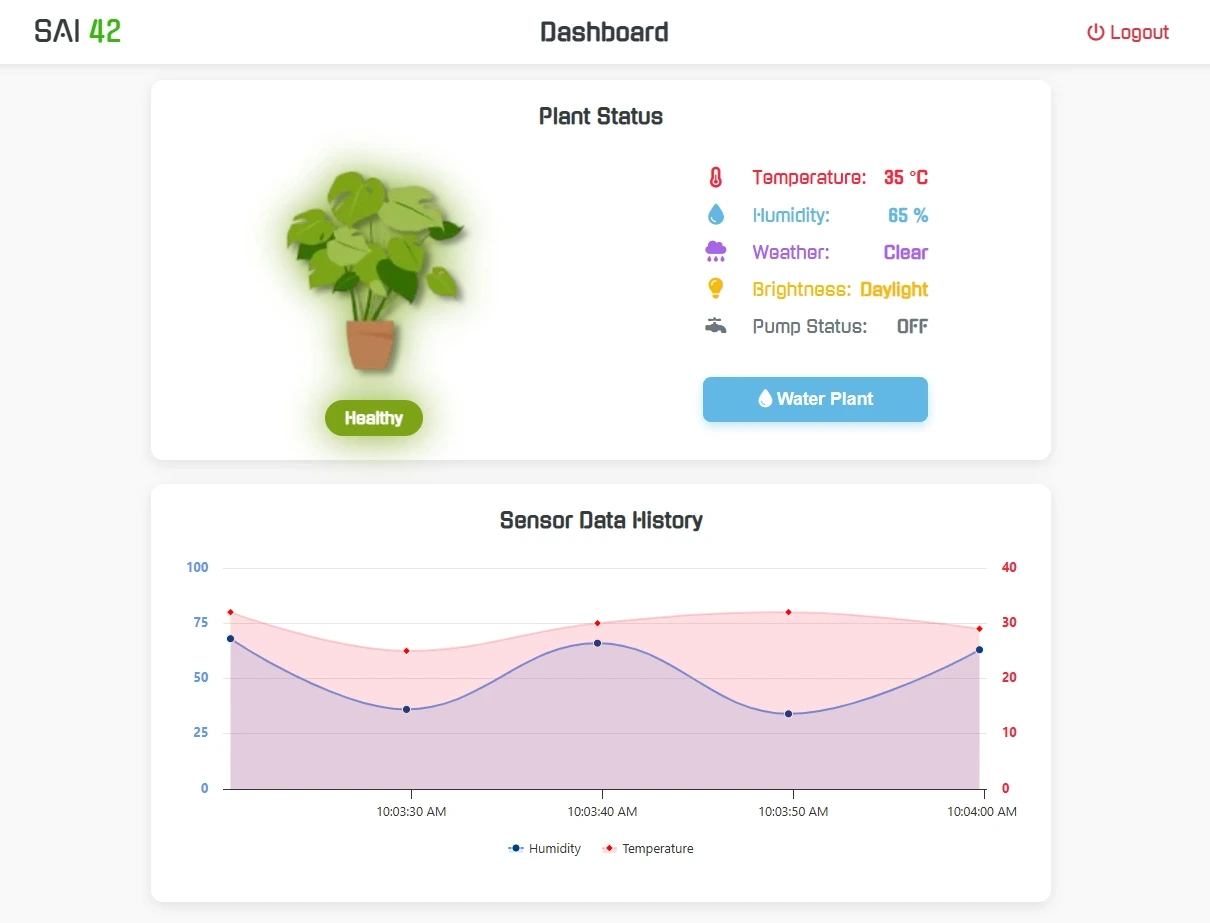 SAI 42
Dashboard
Logout
Plant Status
Temperature: 35 °C
Humidity: 65 %
Weather: Clear
Brightness: Daylight
Pump Status: OFF
Water Plant
Healthy
Sensor Data History
100 40
75 30
50 20
25 10
0 0
10:03:30 AM 10:03:40 AM 10:03:50 AM 10:04:00 AM
Humidity Temperature